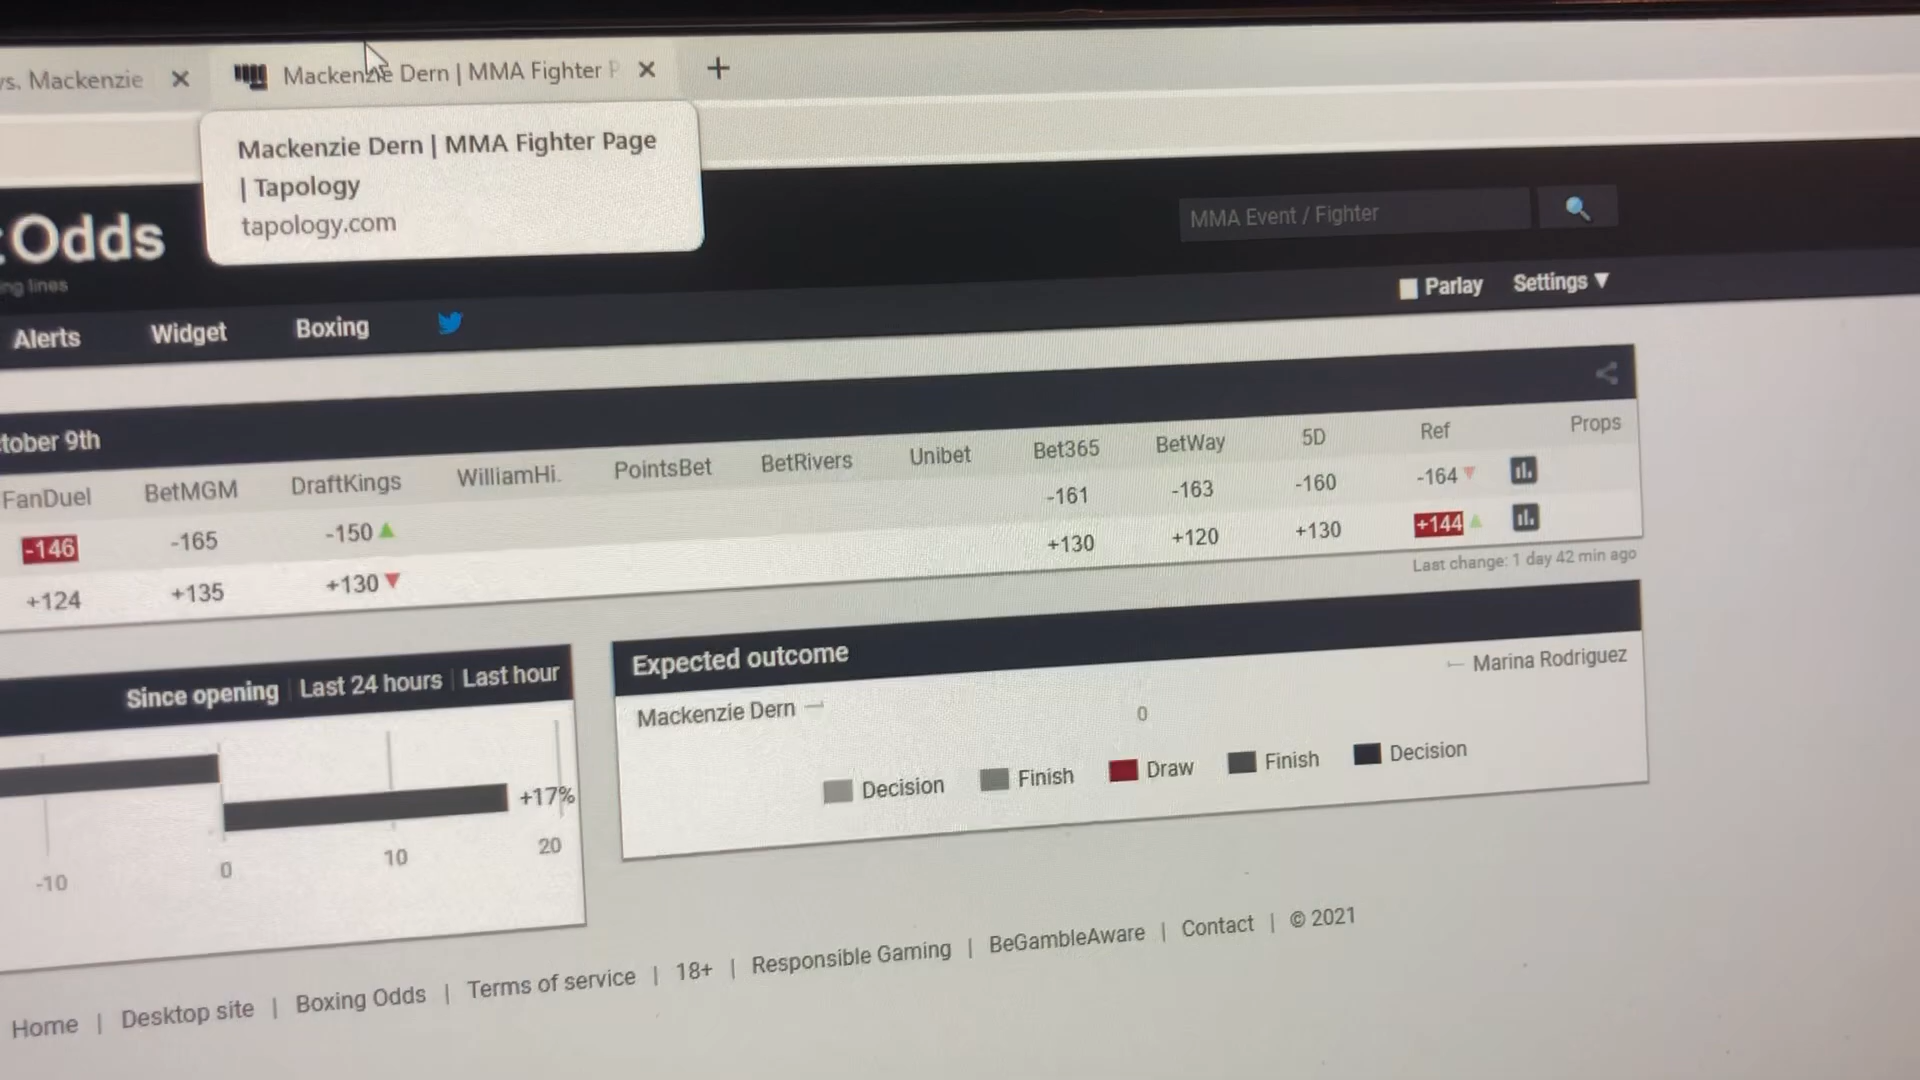 vs. Mackenzie
Mackenzie Dern | MMA Fighter P
Mackenzie Dern | MMA Fighter Page
| Tapology
tapology.com
:Odds
ing lines
MMA Event / Fighter
Alerts Widget Boxing
Parlay Settings ▼
tober 9th
FanDuel BetMGM DraftKings WilliamHi. PointsBet BetRivers Unibet Bet365 BetWay 5D Ref Props
-146 -165 -150▲ -161 -163 -160 -164▼
+124 +135 +130▼ +130 +120 +130 +144▲
Last change: 1 day 42 min ago
Since opening | Last 24 hours | Last hour
+17%
-10 0 10 20
Expected outcome
Mackenzie Dern
Marina Rodriguez
0
Decision Finish Draw Finish Decision
Home | Desktop site | Boxing Odds | Terms of service | 18+ | Responsible Gaming | BeGambleAware | Contact | © 2021